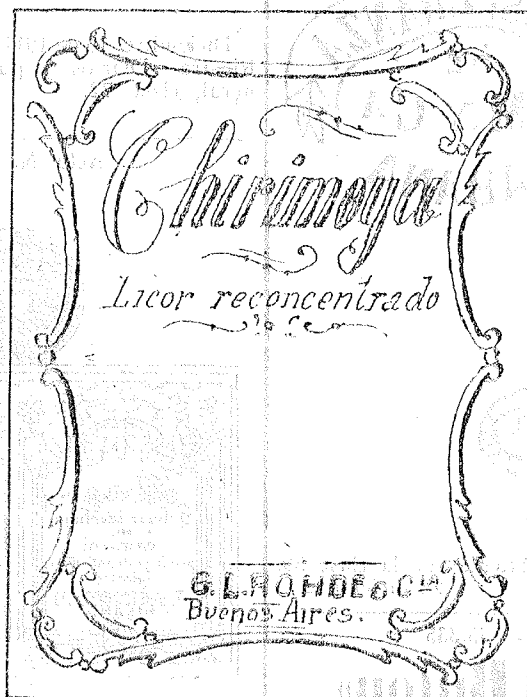 Chirimoya
Licor reconcentrado
G. L. ROHDE & Cía
Buenos Aires.